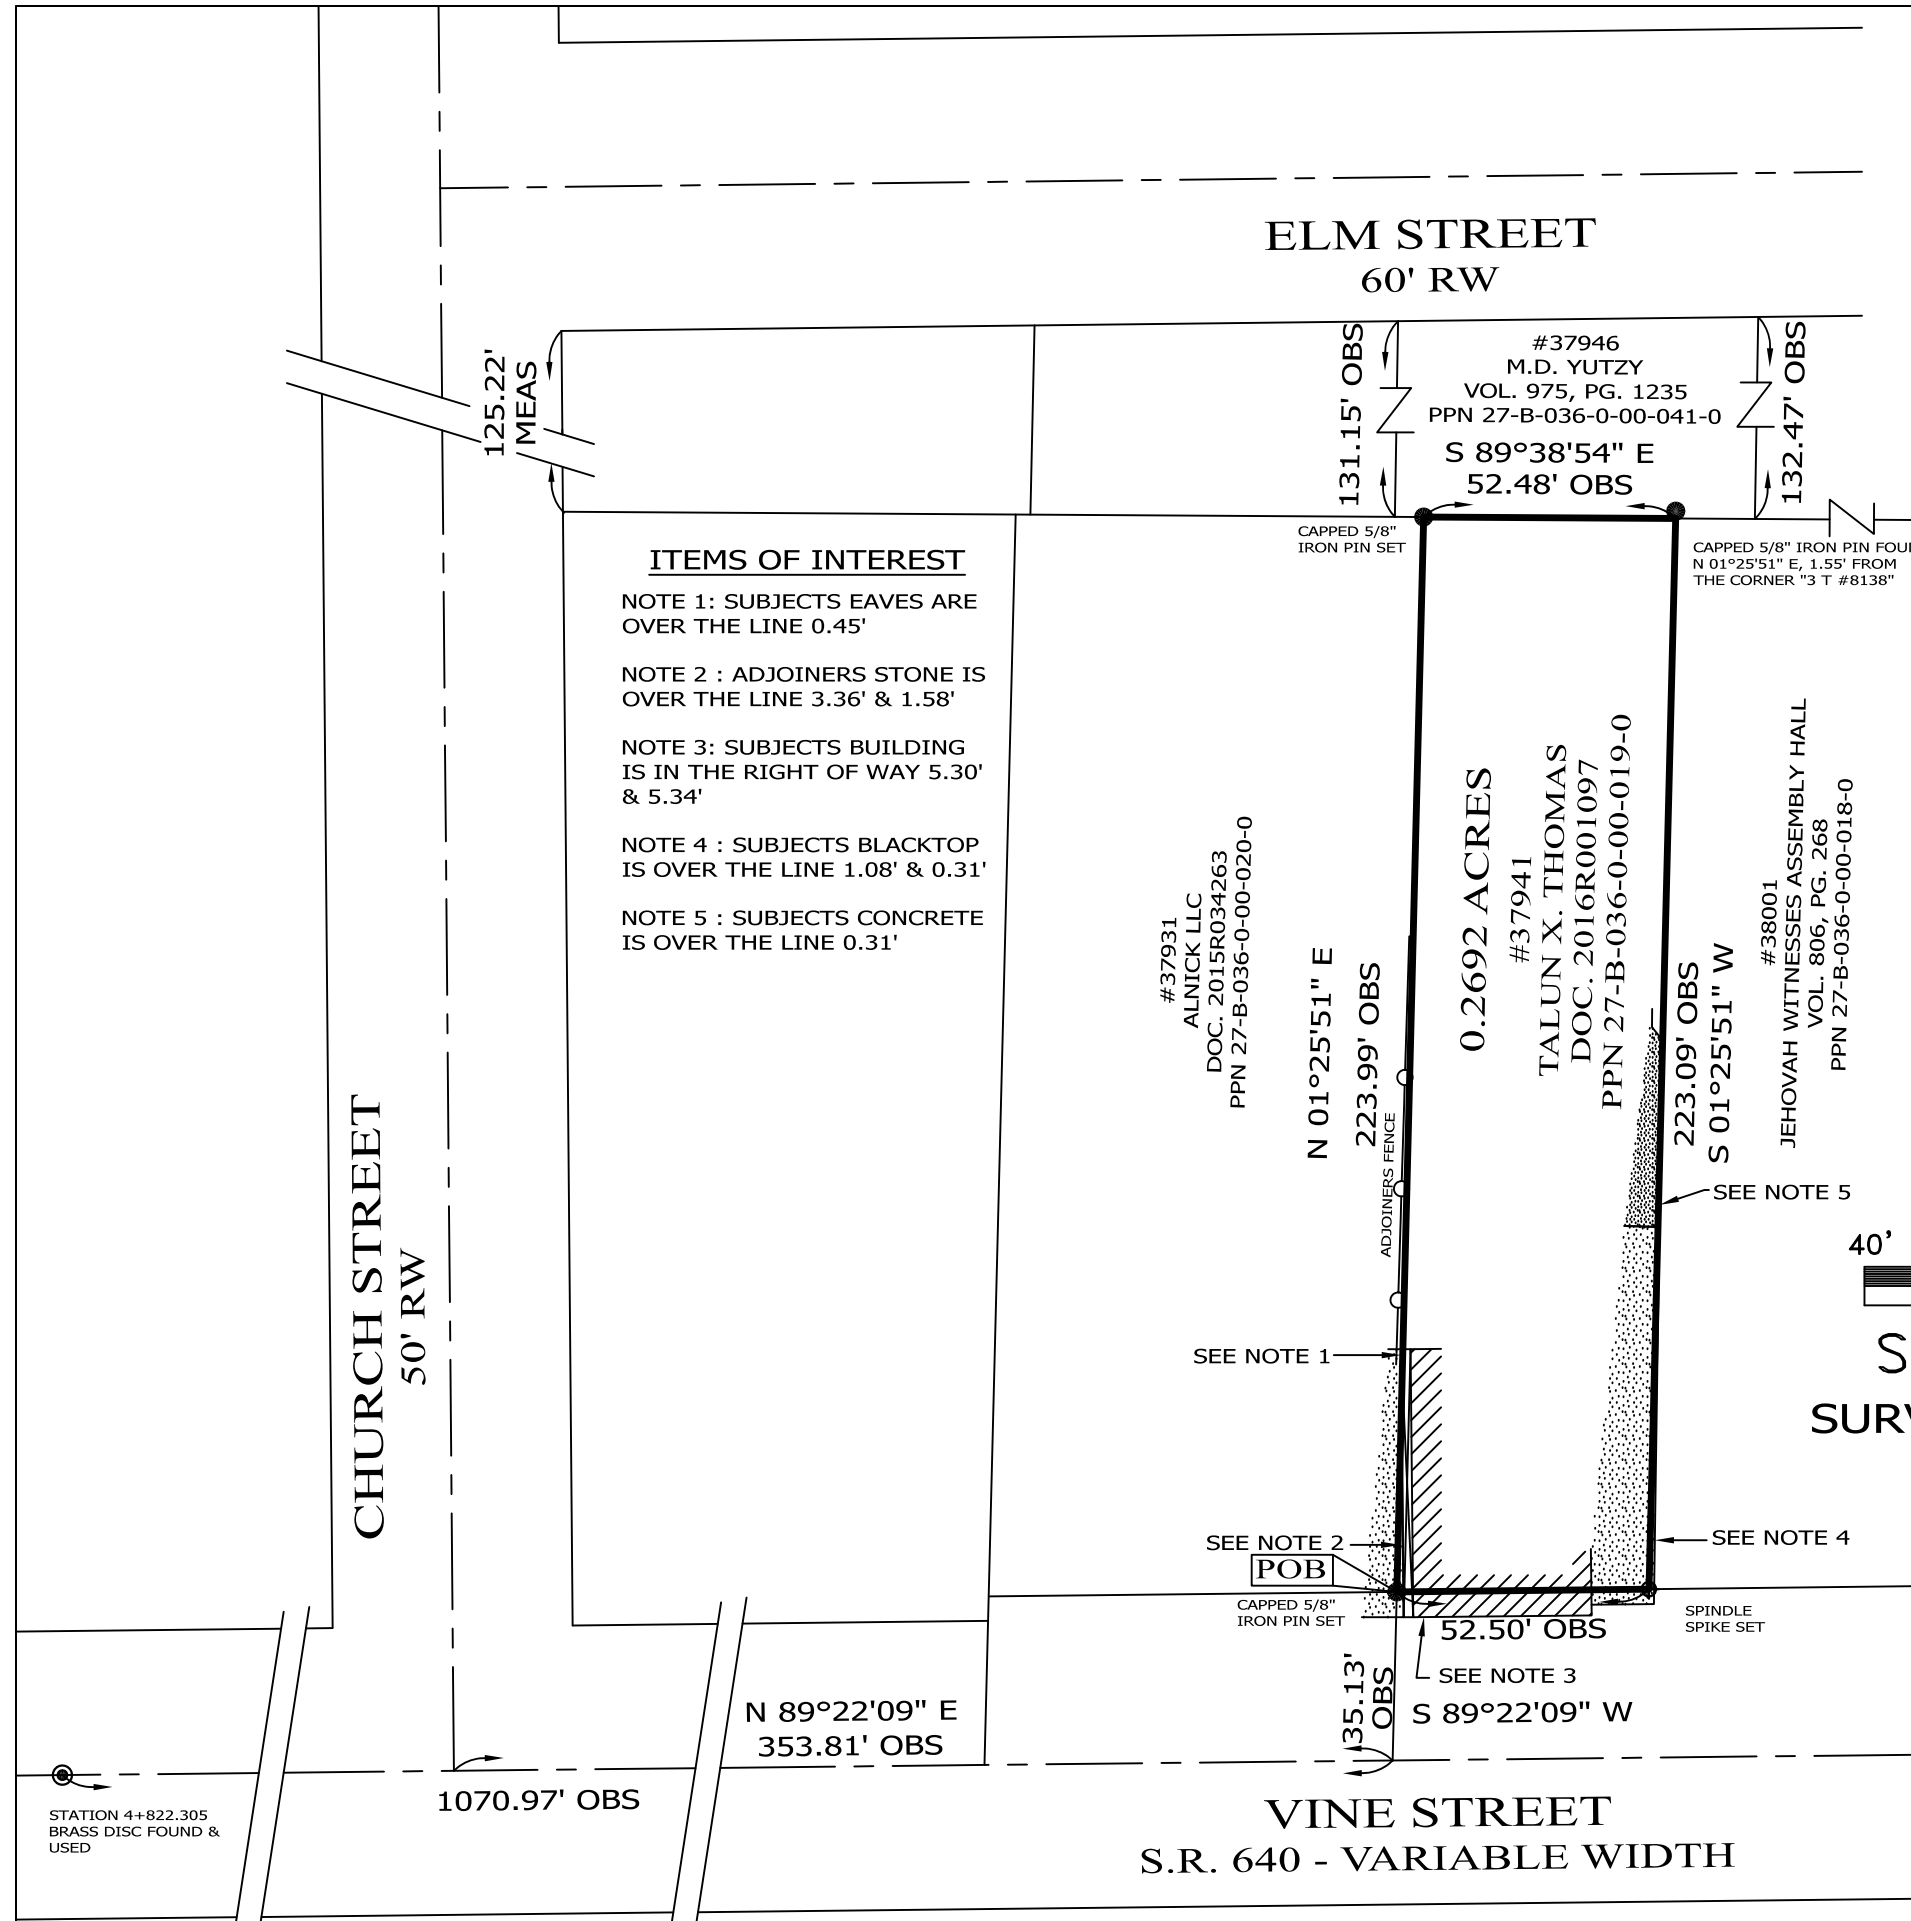 ELM STREET
60' RW
125.22'
MEAS
131.15' OBS
#37946
M.D. YUTZY
VOL. 975, PG. 1235
PPN 27-B-036-0-00-041-0
S 89°38'54" E
52.48' OBS
132.47' OBS
CAPPED 5/8"
IRON PIN SET
N 01°25'51" E, 1.55' FROM
THE CORNER "3 T #8138"
CAPPED 5/8" IRON PIN
ITEMS OF INTEREST
NOTE 1: SUBJECTS EAVES ARE
OVER THE LINE 0.45'
NOTE 2 : ADJOINERS STONE IS
OVER THE LINE 3.36' & 1.58'
NOTE 3: SUBJECTS BUILDING
IS IN THE RIGHT OF WAY 5.30'
& 5.34'
NOTE 4 : SUBJECTS BLACKTOP
IS OVER THE LINE 1.08' & 0.31'
NOTE 5 : SUBJECTS CONCRETE
IS OVER THE LINE 0.31'
#37931
ALNICK LLC
DOC. 2015R034263
PPN 27-B-036-0-00-020-0
N 01°25'51" E
223.99' OBS
ADJOINERS FENCE
0.2692 ACRES
#37941
TALUN X. THOMAS
DOC. 2016R001097
PPN 27-B-036-0-00-019-0
223.09' OBS
S 01°25'51" W
#38001
JEHOVAH WITNESSES ASSEMBLY HALL
VOL. 806, PG. 268
PPN 27-B-036-0-00-018-0
SEE NOTE 5
40'
S
SURV
CHURCH STREET
50' RW
SEE NOTE 1
SEE NOTE 2
POB
SEE NOTE 4
CAPPED 5/8"
IRON PIN SET
SPINDLE
SPIKE SET
52.50' OBS
SEE NOTE 3
S 89°22'09" W
35.13'
OBS
N 89°22'09" E
353.81' OBS
1070.97' OBS
STATION 4+822.305
BRASS DISC FOUND &
USED
VINE STREET
S.R. 640 - VARIABLE WIDTH